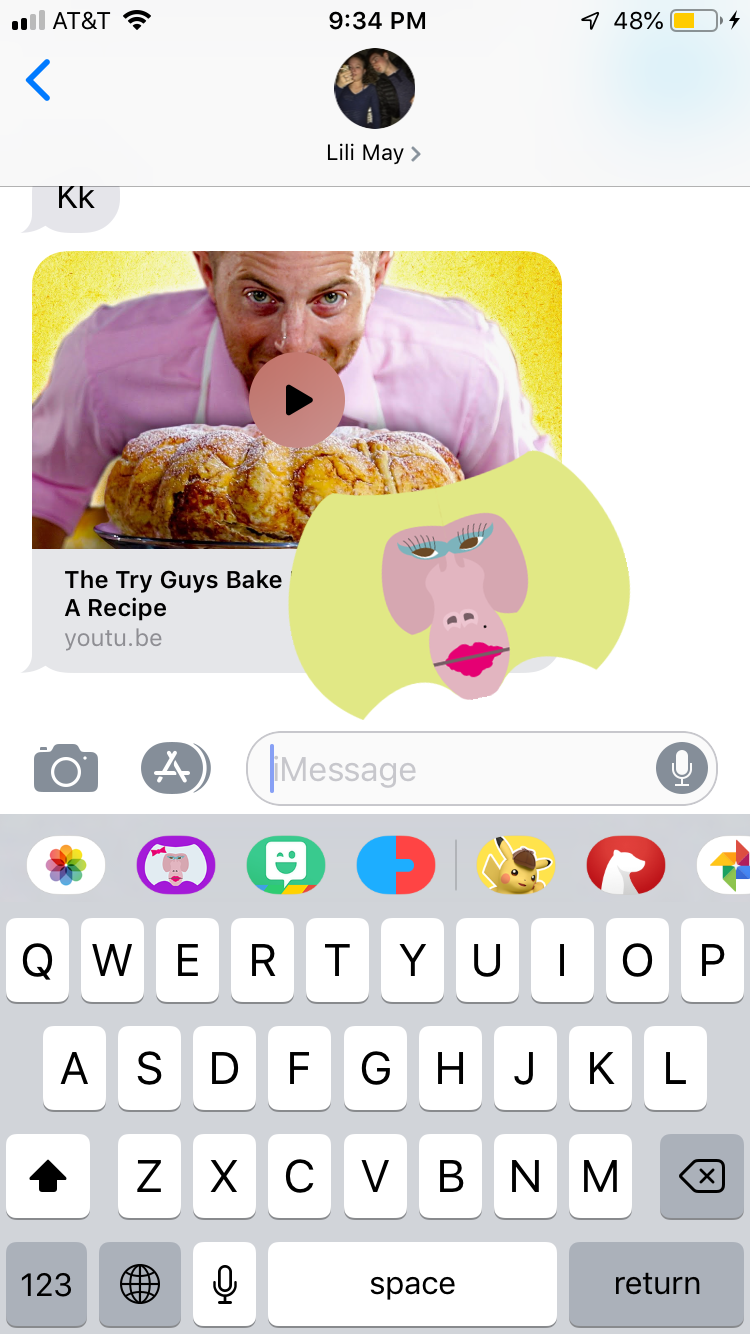 AT&T 9:34 PM 48%
Lili May
Kk
The Try Guys Bake
A Recipe
youtu.be
iMessage
Q W E R T Y U I O P
A S D F G H J K L
Z X C V B N M
123 space return